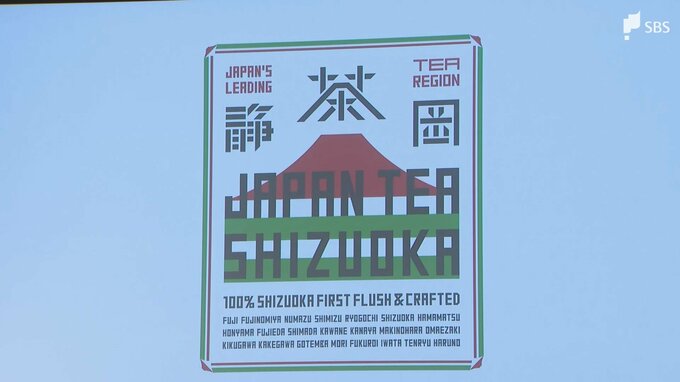 SBS
JAPAN'S
LEADING
TEA
REGION
静 茶 岡
JAPAN TEA
SHIZUOKA
100% SHIZUOKA FIRST FLUSH & CRAFTED
FUJI FUJINOMIYA NUMAZU SHIMIZU RYOGOCHI SHIZUOKA HAMAMATSU
HONYAMA FUJIEDA SHIMADA KAWANE KANAYA MAKINOHARA OMAEZAKI
KIKUGAWA KAKEGAWA GOTEMBA MORI FUKUROI IWATA TENRYU HARUNO